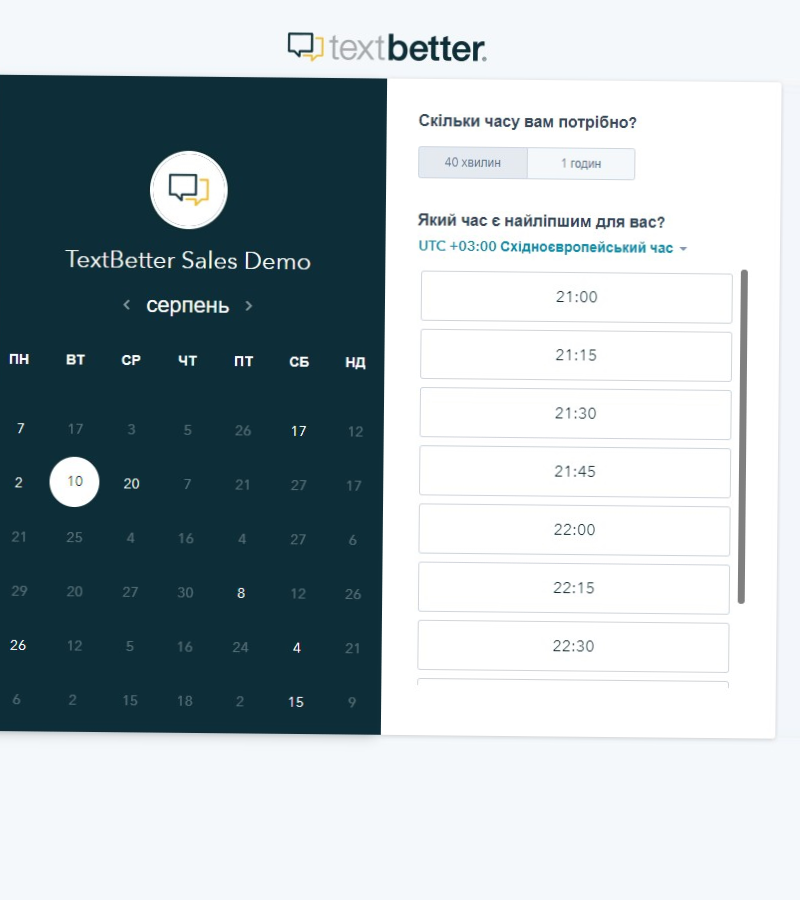 textbetter.
TextBetter Sales Demo
серпень
ПН ВТ СР ЧТ ПТ СБ НД
7 17 3 5 26 17 12
2 10 20 7 21 27 17
21 25 4 16 4 27 6
29 20 27 30 8 12 26
26 12 5 16 24 4 21
6 2 15 18 2 15 9
Скільки часу вам потрібно?
40 хвилин 1 годин
Який час є найліпшим для вас?
UTC +03:00 Східноєвропейський час
21:00
21:15
21:30
21:45
22:00
22:15
22:30